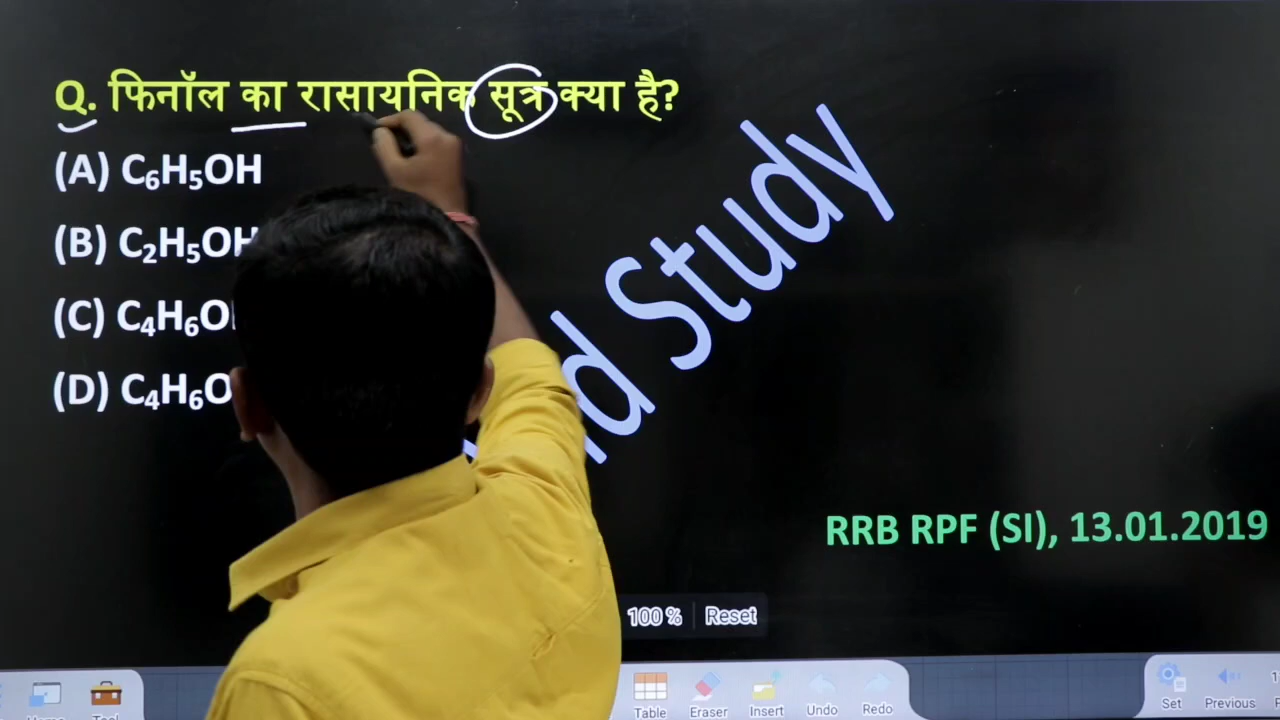 Q. फिनॉल का रासायनिक सूत्र क्या है?
(A) C₆H₅OH
(B) C₂H₅OH
(C) C₄H₆O
(D) C₄H₆O
Study
RRB RPF (SI), 13.01.2019
100 % Reset
Table Eraser Insert Undo Redo Set Previous